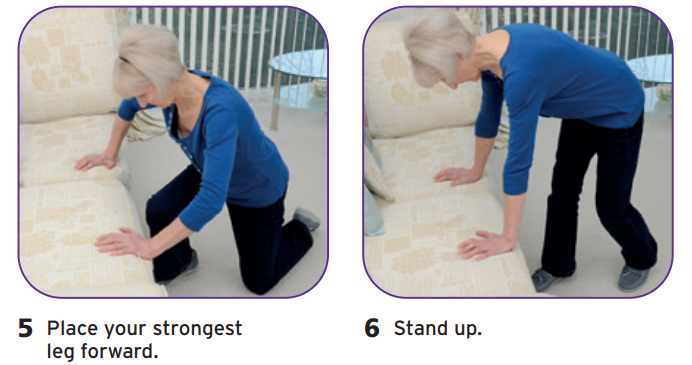 5 Place your strongest
leg forward.
6 Stand up.